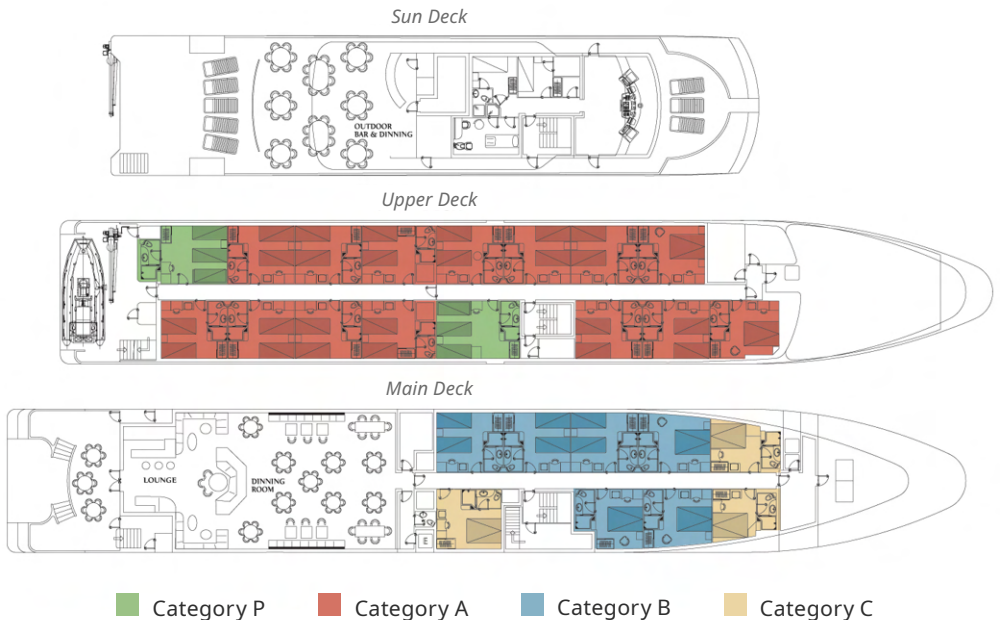 Sun Deck
OUTDOOR
BAR & DINNING
Upper Deck
Main Deck
LOUNGE
DINNING
ROOM
Category P
Category A
Category B
Category C